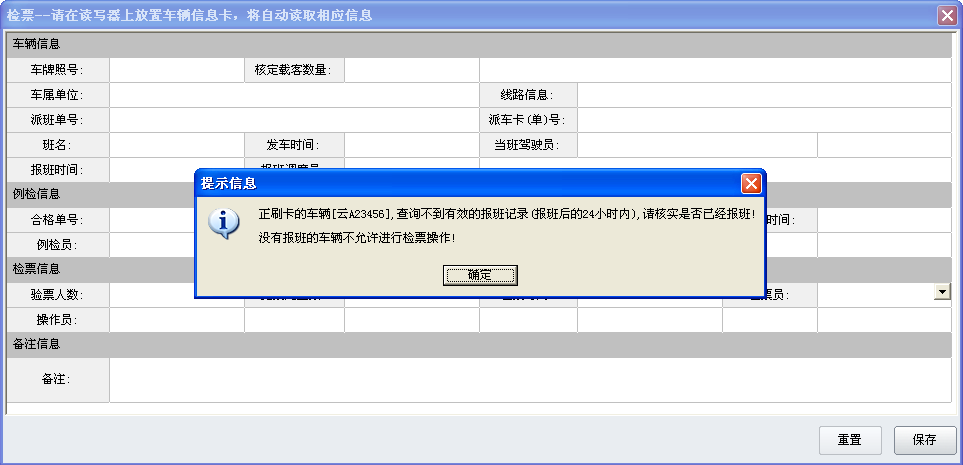 检票--请在读写器上放置车辆信息卡，将自动读取相应信息
车辆信息
车牌照号:
核定载客数量:
车属单位:
线路信息:
派班单号:
派车卡(单)号:
班名:
发车时间:
当班驾驶员:
报班时间:
报班调度员
例检信息
合格单号:
时间:
例检员:
提示信息
正刷卡的车辆[云A23456],查询不到有效的报班记录(报班后的24小时内),请核实是否已经报班!
没有报班的车辆不允许进行检票操作!
确定
检票信息
验票人数:
票员:
操作员:
备注信息
备注:
重置
保存